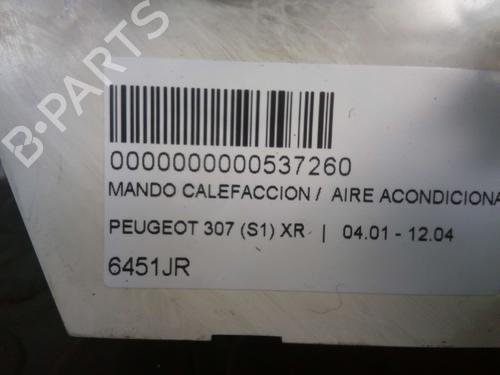 B-PARTS
0000000000537260
MANDO CALEFACCION / AIRE ACONDICIONA
PEUGEOT 307 (S1) XR | 04.01 - 12.04
6451JR